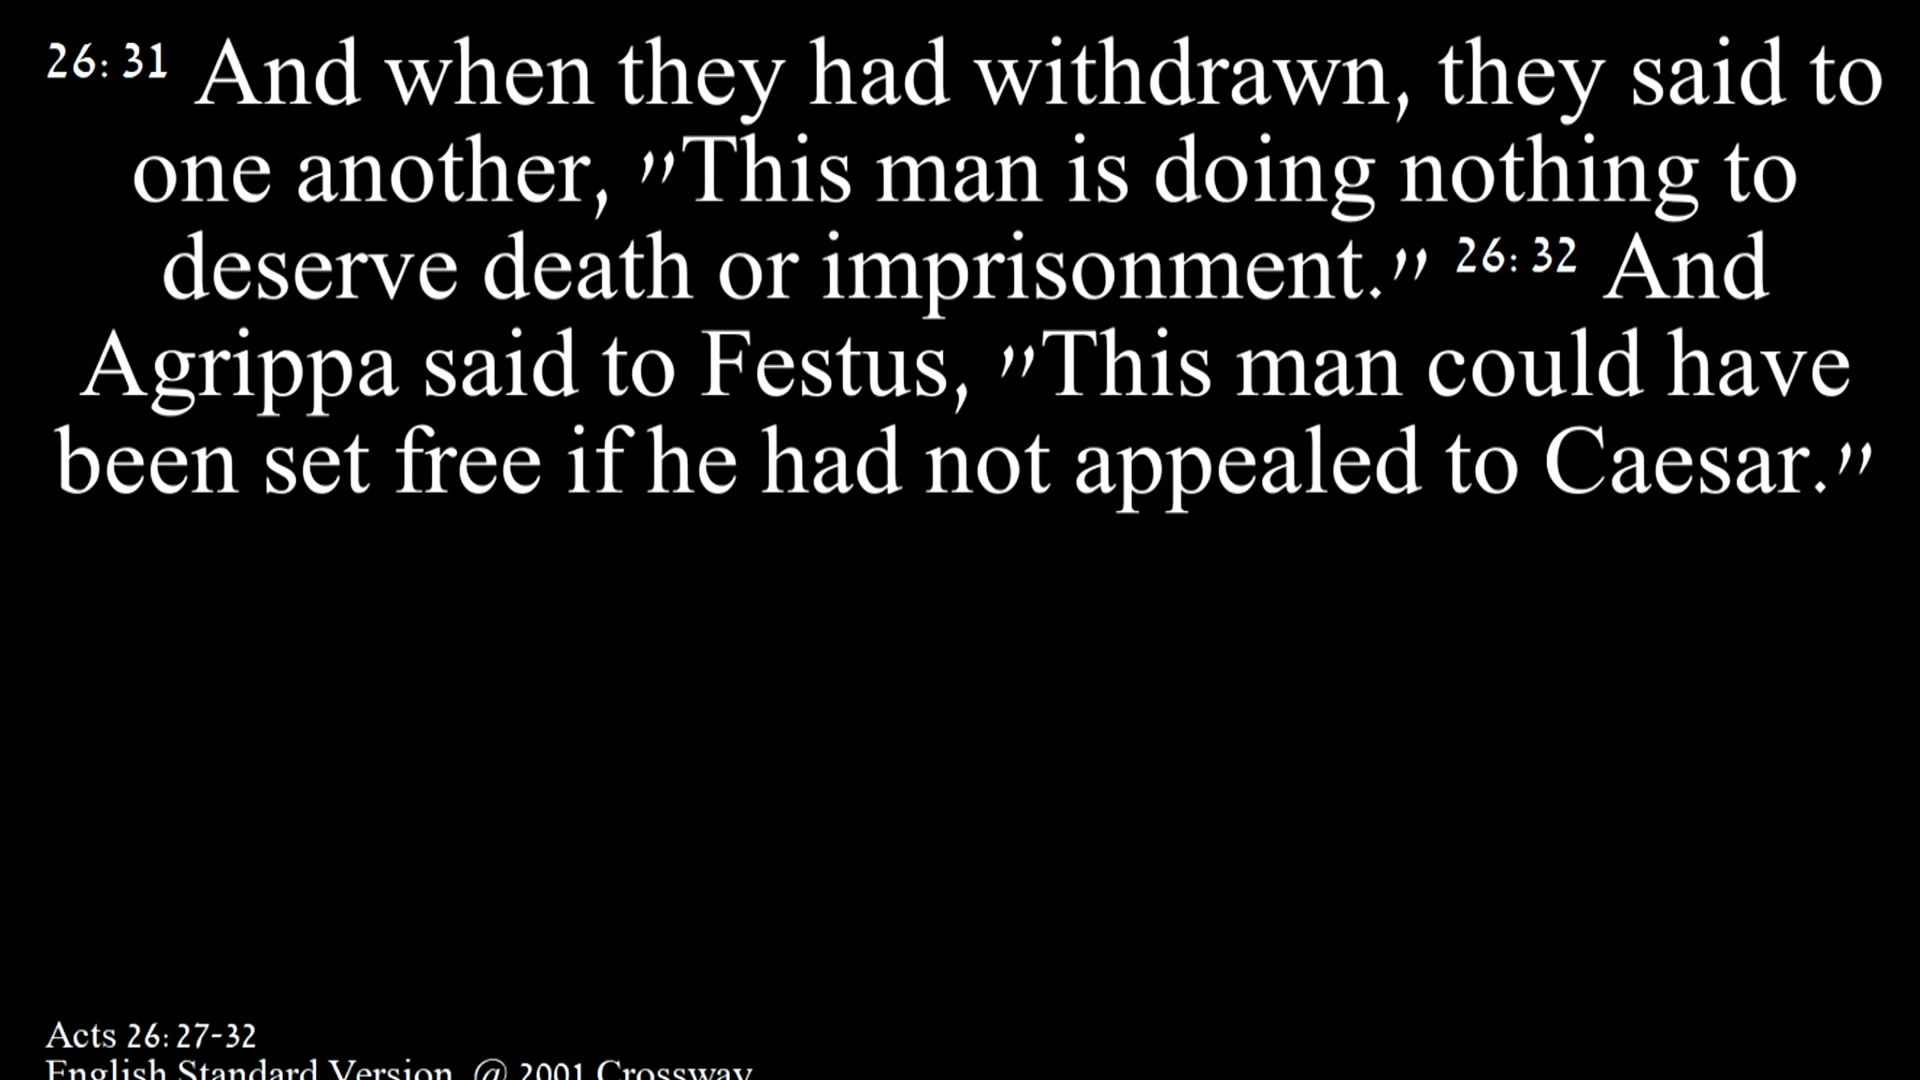 26:31 And when they had withdrawn, they said to
one another, "This man is doing nothing to
deserve death or imprisonment." 26:32 And
Agrippa said to Festus, "This man could have
been set free if he had not appealed to Caesar."
Acts 26:27-32
English Standard Version @ 2001 Crossway